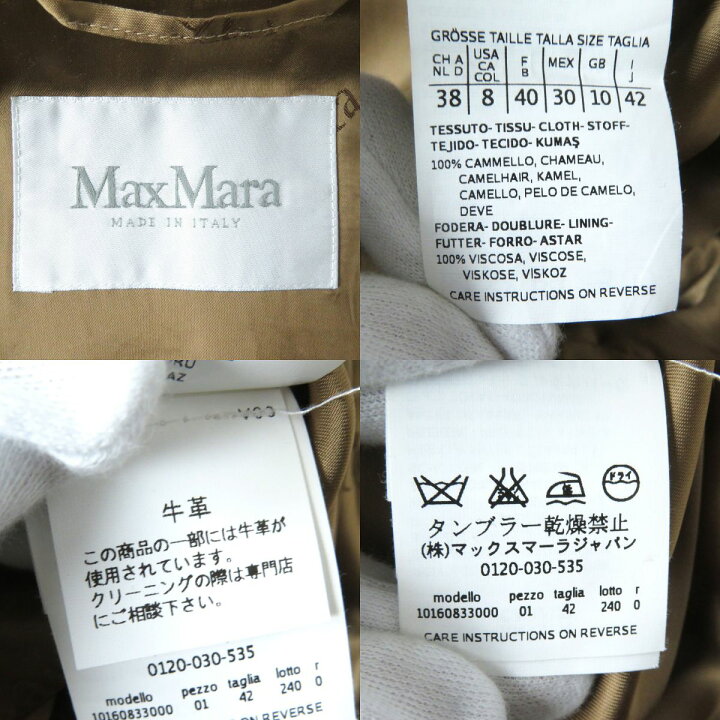 MaxMara
MADE IN ITALY
GRÖSSE TAILLE TALLA SIZE TAGLIA
CH A NL D USA CA COL F B MEX GB I J
38 8 40 30 10 42
TESSUTO- TISSU- CLOTH- STOFF-
TEJIDO- TECIDO- KUMAŞ
100% CAMMELLO, CHAMEAU,
CAMELHAIR, KAMEL,
CAMELLO, PELO DE CAMELO,
DEVE
FODERA- DOUBLURE- LINING-
FUTTER- FORRO- ASTAR
100% VISCOSA, VISCOSE,
VISKOSE, VISKOZ
CARE INSTRUCTIONS ON REVERSE
RU
AZ
牛革
この商品の一部には牛革が
使用されています。
クリーニングの際は専門店
にご相談下さい。
0120-030-535
modello pezzo taglia lotto r
10160833000 01 42 240 0
CARE INSTRUCTIONS ON REVERSE
ドライ
タンブラー乾燥禁止
(株)マックスマーラジャパン
0120-030-535
modello pezzo taglia lotto r
10160833000 01 42 240 0
CARE INSTRUCTIONS ON REVERSE